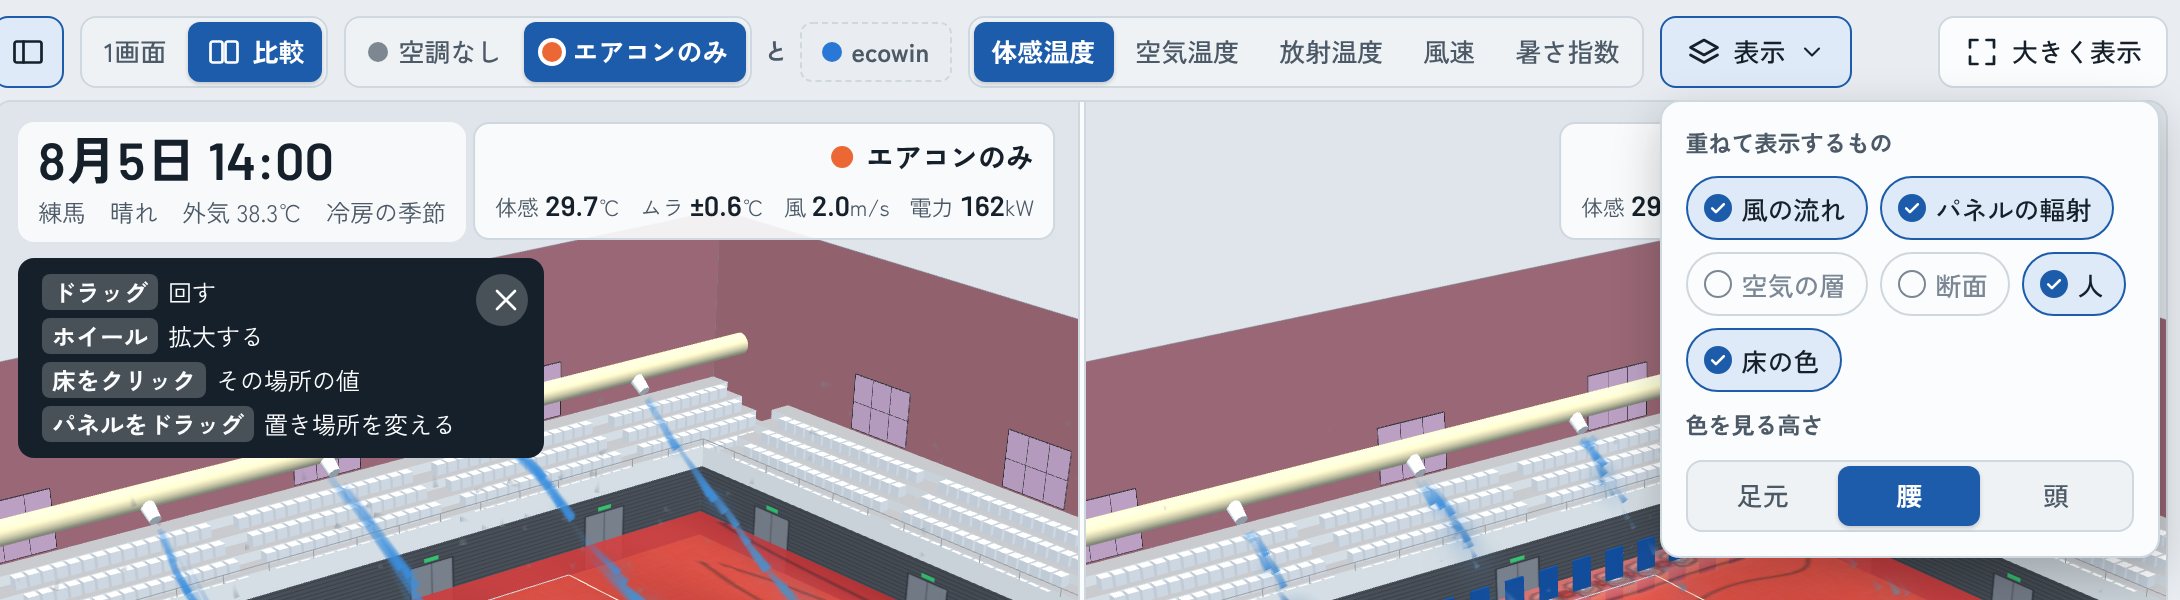 1画面 比較 空調なし エアコンのみ と ecowin 体感温度 空気温度 放射温度 風速 暑さ指数 表示 大きく表示
8月5日 14:00
練馬 晴れ 外気 38.3℃ 冷房の季節
エアコンのみ
体感 29.7℃ ムラ ±0.6℃ 風 2.0m/s 電力 162kW
ドラッグ 回す
ホイール 拡大する
床をクリック その場所の値
パネルをドラッグ 置き場所を変える
体感 29
重ねて表示するもの
風の流れ パネルの輻射
空気の層 断面 人
床の色
色を見る高さ
足元 腰 頭